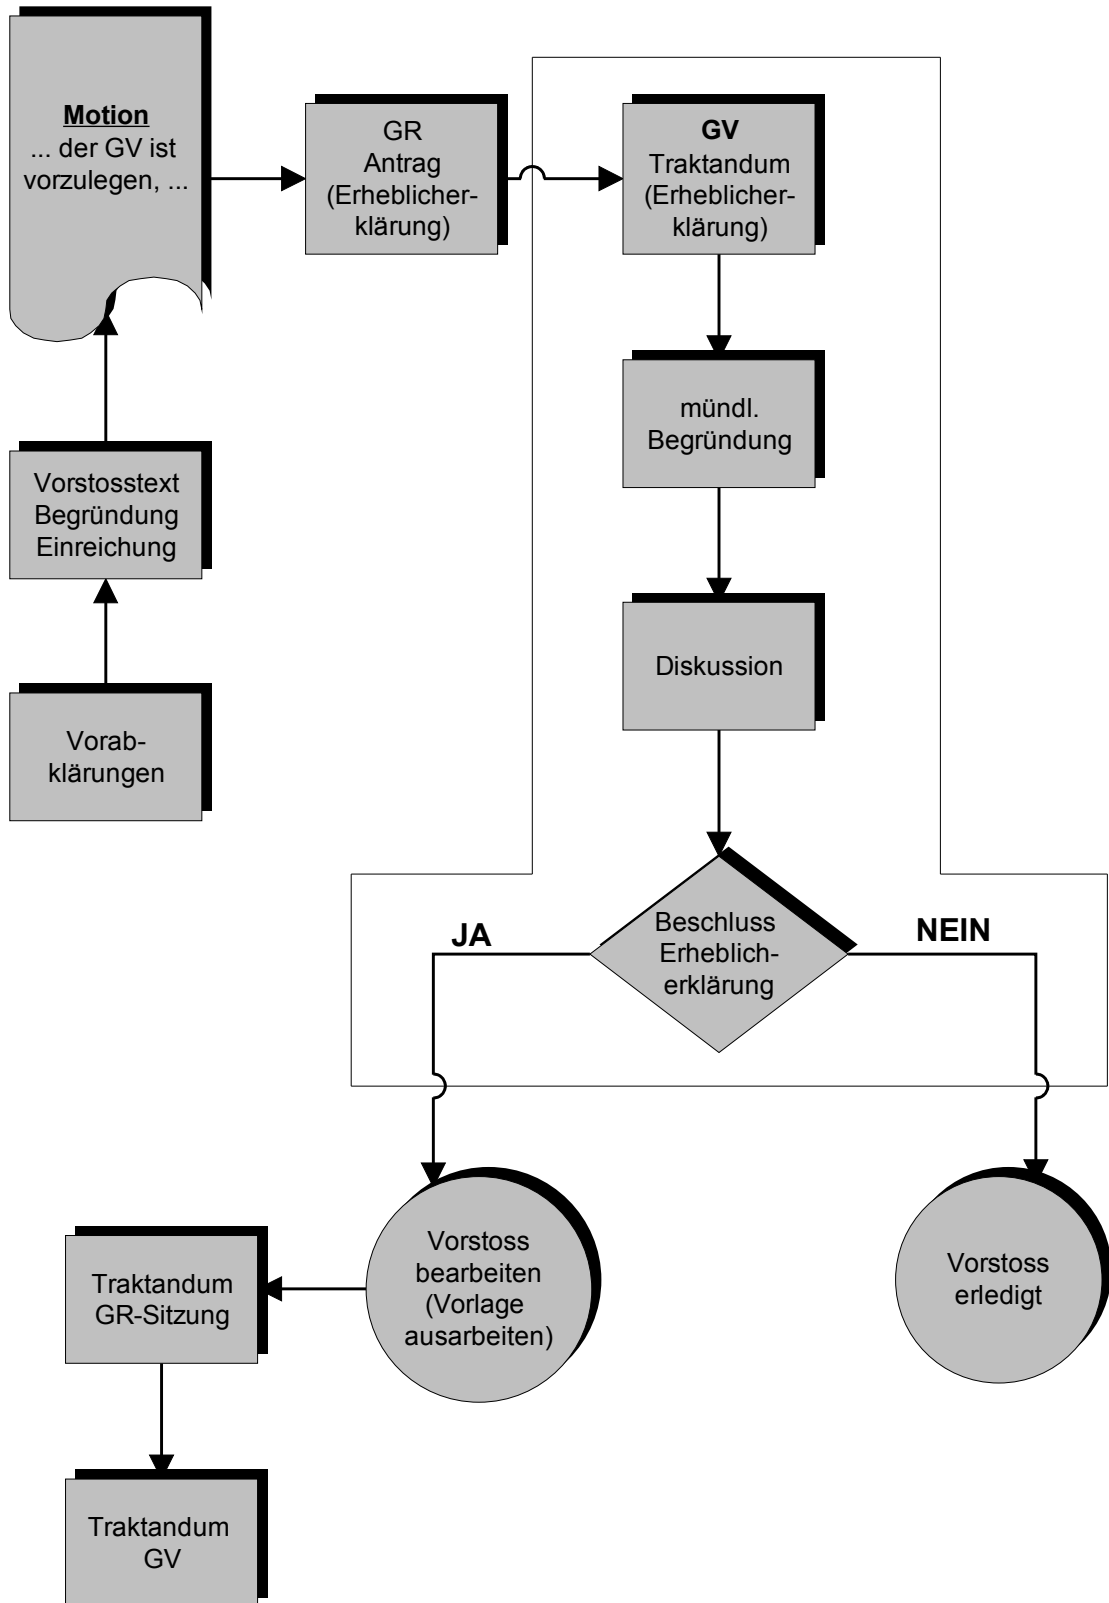 Motion
... der GV ist
vorzulegen, ...
GR
Antrag
(Erheblicher-
klärung)
GV
Traktandum
(Erheblicher-
klärung)
mündl.
Begründung
Vorstosstext
Begründung
Einreichung
Diskussion
Vorab-
klärungen
Beschluss
Erheblich-
erklärung
JA
NEIN
Vorstoss
bearbeiten
(Vorlage
ausarbeiten)
Vorstoss
erledigt
Traktandum
GR-Sitzung
Traktandum
GV